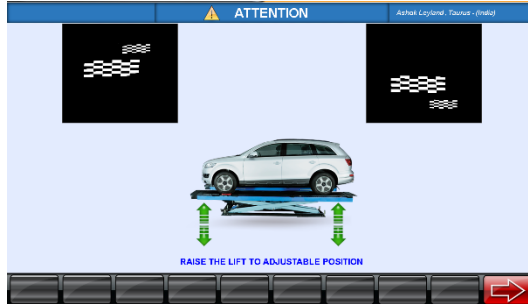 ATTENTION
Ashok Leyland, Taurus - (India)
RAISE THE LIFT TO ADJUSTABLE POSITION